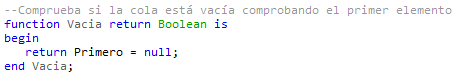 --Comprueba si la cola está vacía comprobando el primer elemento
function Vacia return Boolean is
begin
   return Primero = null;
end Vacia;